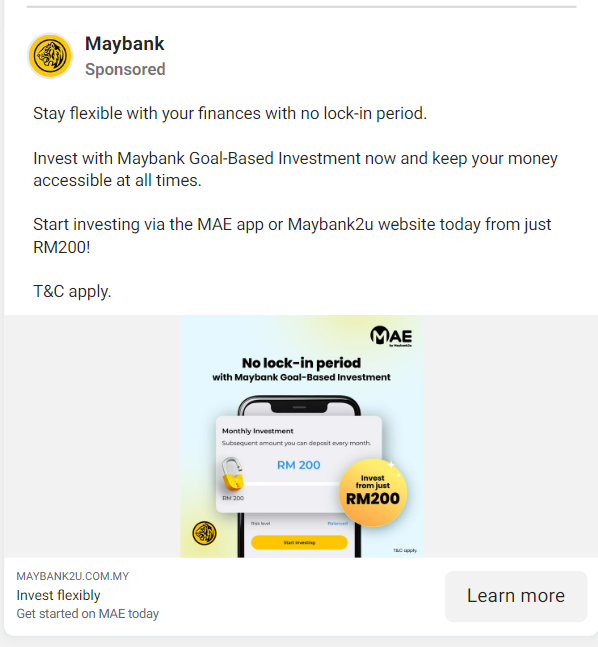 Maybank
Sponsored
Stay flexible with your finances with no lock-in period.
Invest with Maybank Goal-Based Investment now and keep your money
accessible at all times.
Start investing via the MAE app or Maybank2u website today from just
RM200!
T&C apply.
MAE
by Maybank2u
No lock-in period
with Maybank Goal-Based Investment
Monthly Investment
Subsequent amount you can deposit every month.
RM 200
RM 200
Invest
from just
RM200
Risk level
Balanced
Start Investing
T&C apply.
MAYBANK2U.COM.MY
Invest flexibly
Get started on MAE today
Learn more